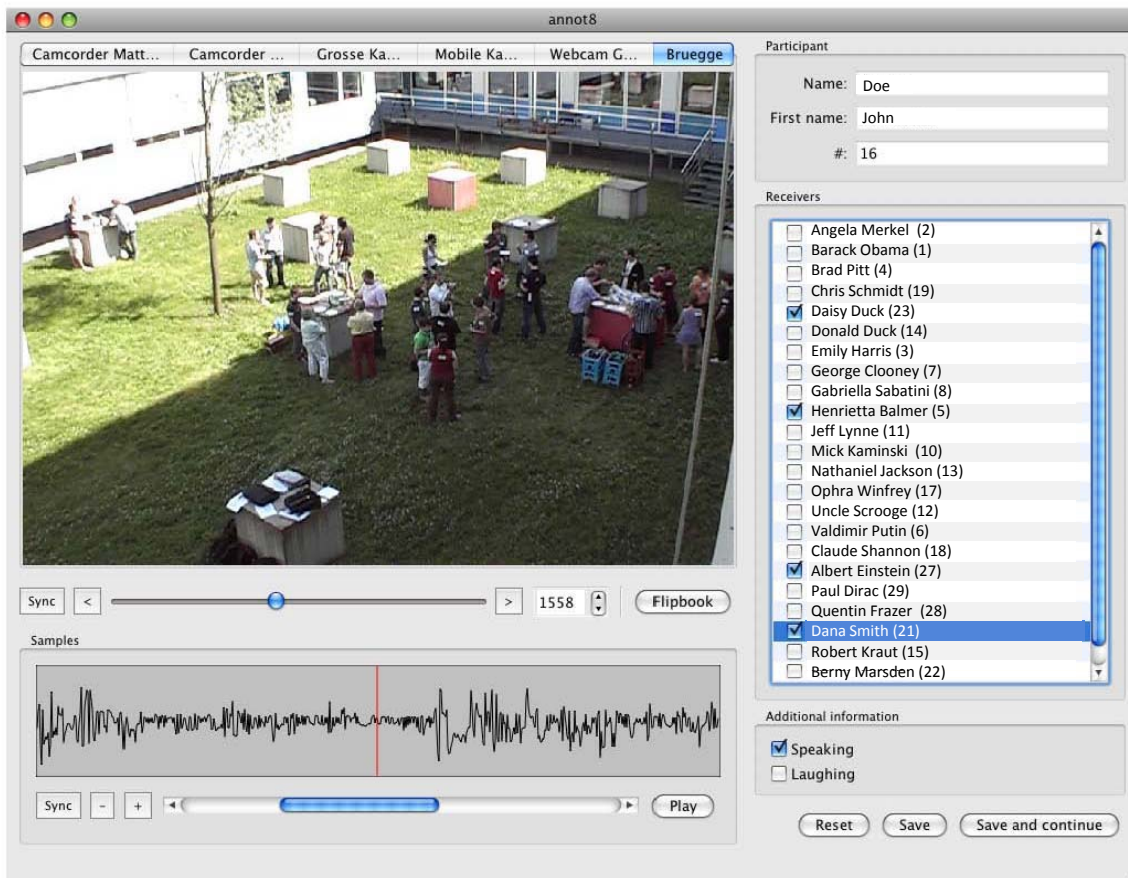 annot8
Camcorder Matt... Camcorder ... Grosse Ka... Mobile Ka... Webcam G... Bruegge
Sync < > 1558 Flipbook
Samples
Sync - + Play
Participant
Name: Doe
First name: John
#: 16
Receivers
Angela Merkel (2)
Barack Obama (1)
Brad Pitt (4)
Chris Schmidt (19)
Daisy Duck (23)
Donald Duck (14)
Emily Harris (3)
George Clooney (7)
Gabriella Sabatini (8)
Henrietta Balmer (5)
Jeff Lynne (11)
Mick Kaminski (10)
Nathaniel Jackson (13)
Ophra Winfrey (17)
Uncle Scrooge (12)
Valdimir Putin (6)
Claude Shannon (18)
Albert Einstein (27)
Paul Dirac (29)
Quentin Frazer (28)
Dana Smith (21)
Robert Kraut (15)
Berny Marsden (22)
Additional information
Speaking
Laughing
Reset Save Save and continue